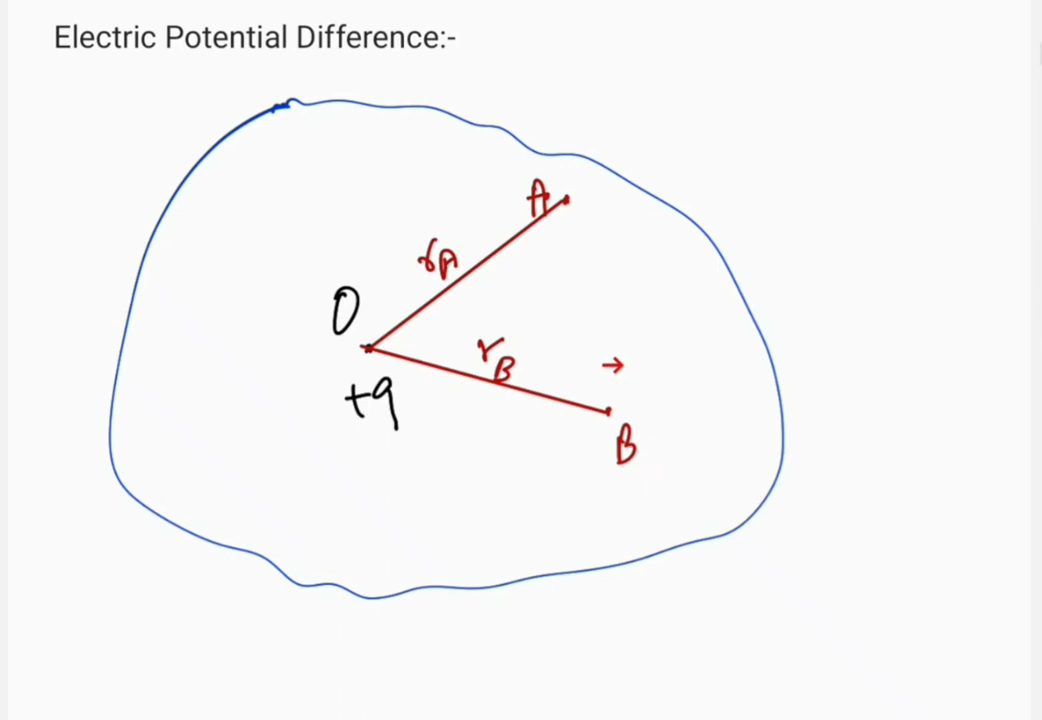 Electric Potential Difference:-
A
rA
O
rB
→
+q
B